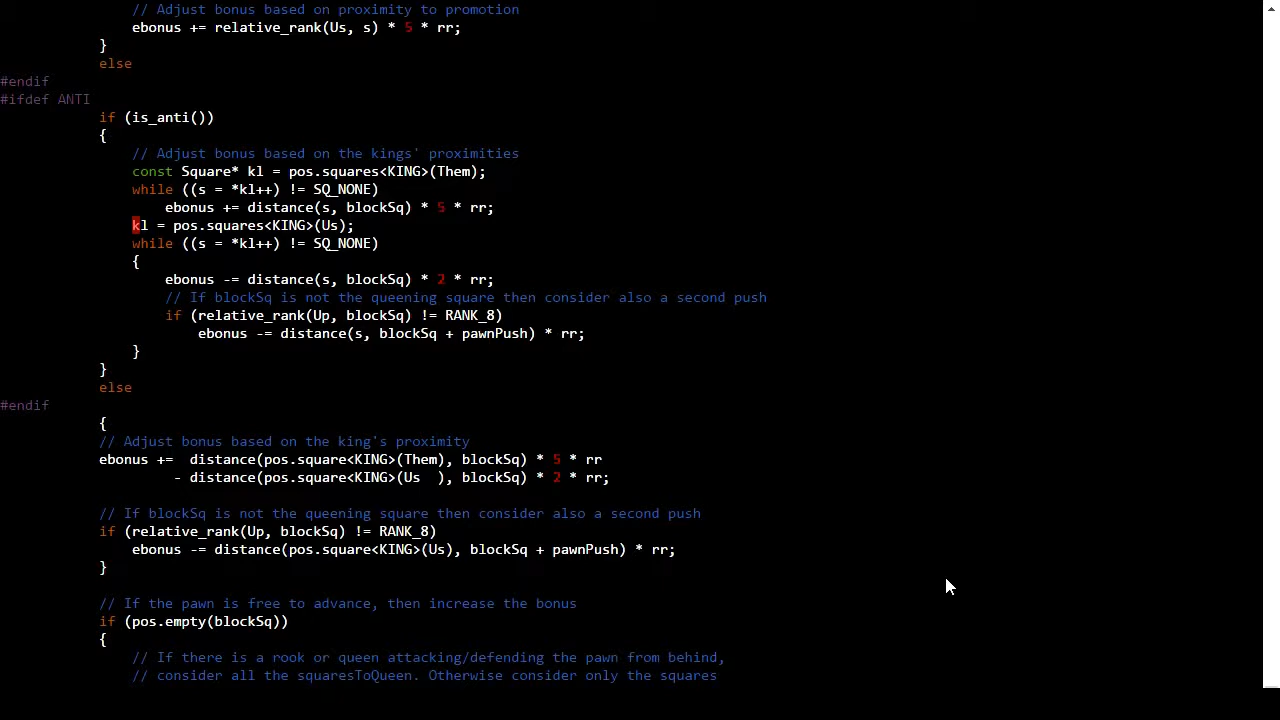 // Adjust bonus based on proximity to promotion
ebonus += relative_rank(Us, s) * 5 * rr;
}
else
#endif
#ifdef ANTI
if (is_anti())
{
// Adjust bonus based on the kings' proximities
const Square* kl = pos.squares<KING>(Them);
while ((s = *kl++) != SQ_NONE)
ebonus += distance(s, blockSq) * 5 * rr;
kl = pos.squares<KING>(Us);
while ((s = *kl++) != SQ_NONE)
{
ebonus -= distance(s, blockSq) * 2 * rr;
// If blockSq is not the queening square then consider also a second push
if (relative_rank(Up, blockSq) != RANK_8)
ebonus -= distance(s, blockSq + pawnPush) * rr;
}
}
else
#endif
{
// Adjust bonus based on the king's proximity
ebonus +=  distance(pos.square<KING>(Them), blockSq) * 5 * rr
- distance(pos.square<KING>(Us  ), blockSq) * 2 * rr;
// If blockSq is not the queening square then consider also a second push
if (relative_rank(Up, blockSq) != RANK_8)
ebonus -= distance(pos.square<KING>(Us), blockSq + pawnPush) * rr;
}
// If the pawn is free to advance, then increase the bonus
if (pos.empty(blockSq))
{
// If there is a rook or queen attacking/defending the pawn from behind,
// consider all the squaresToQueen. Otherwise consider only the squares